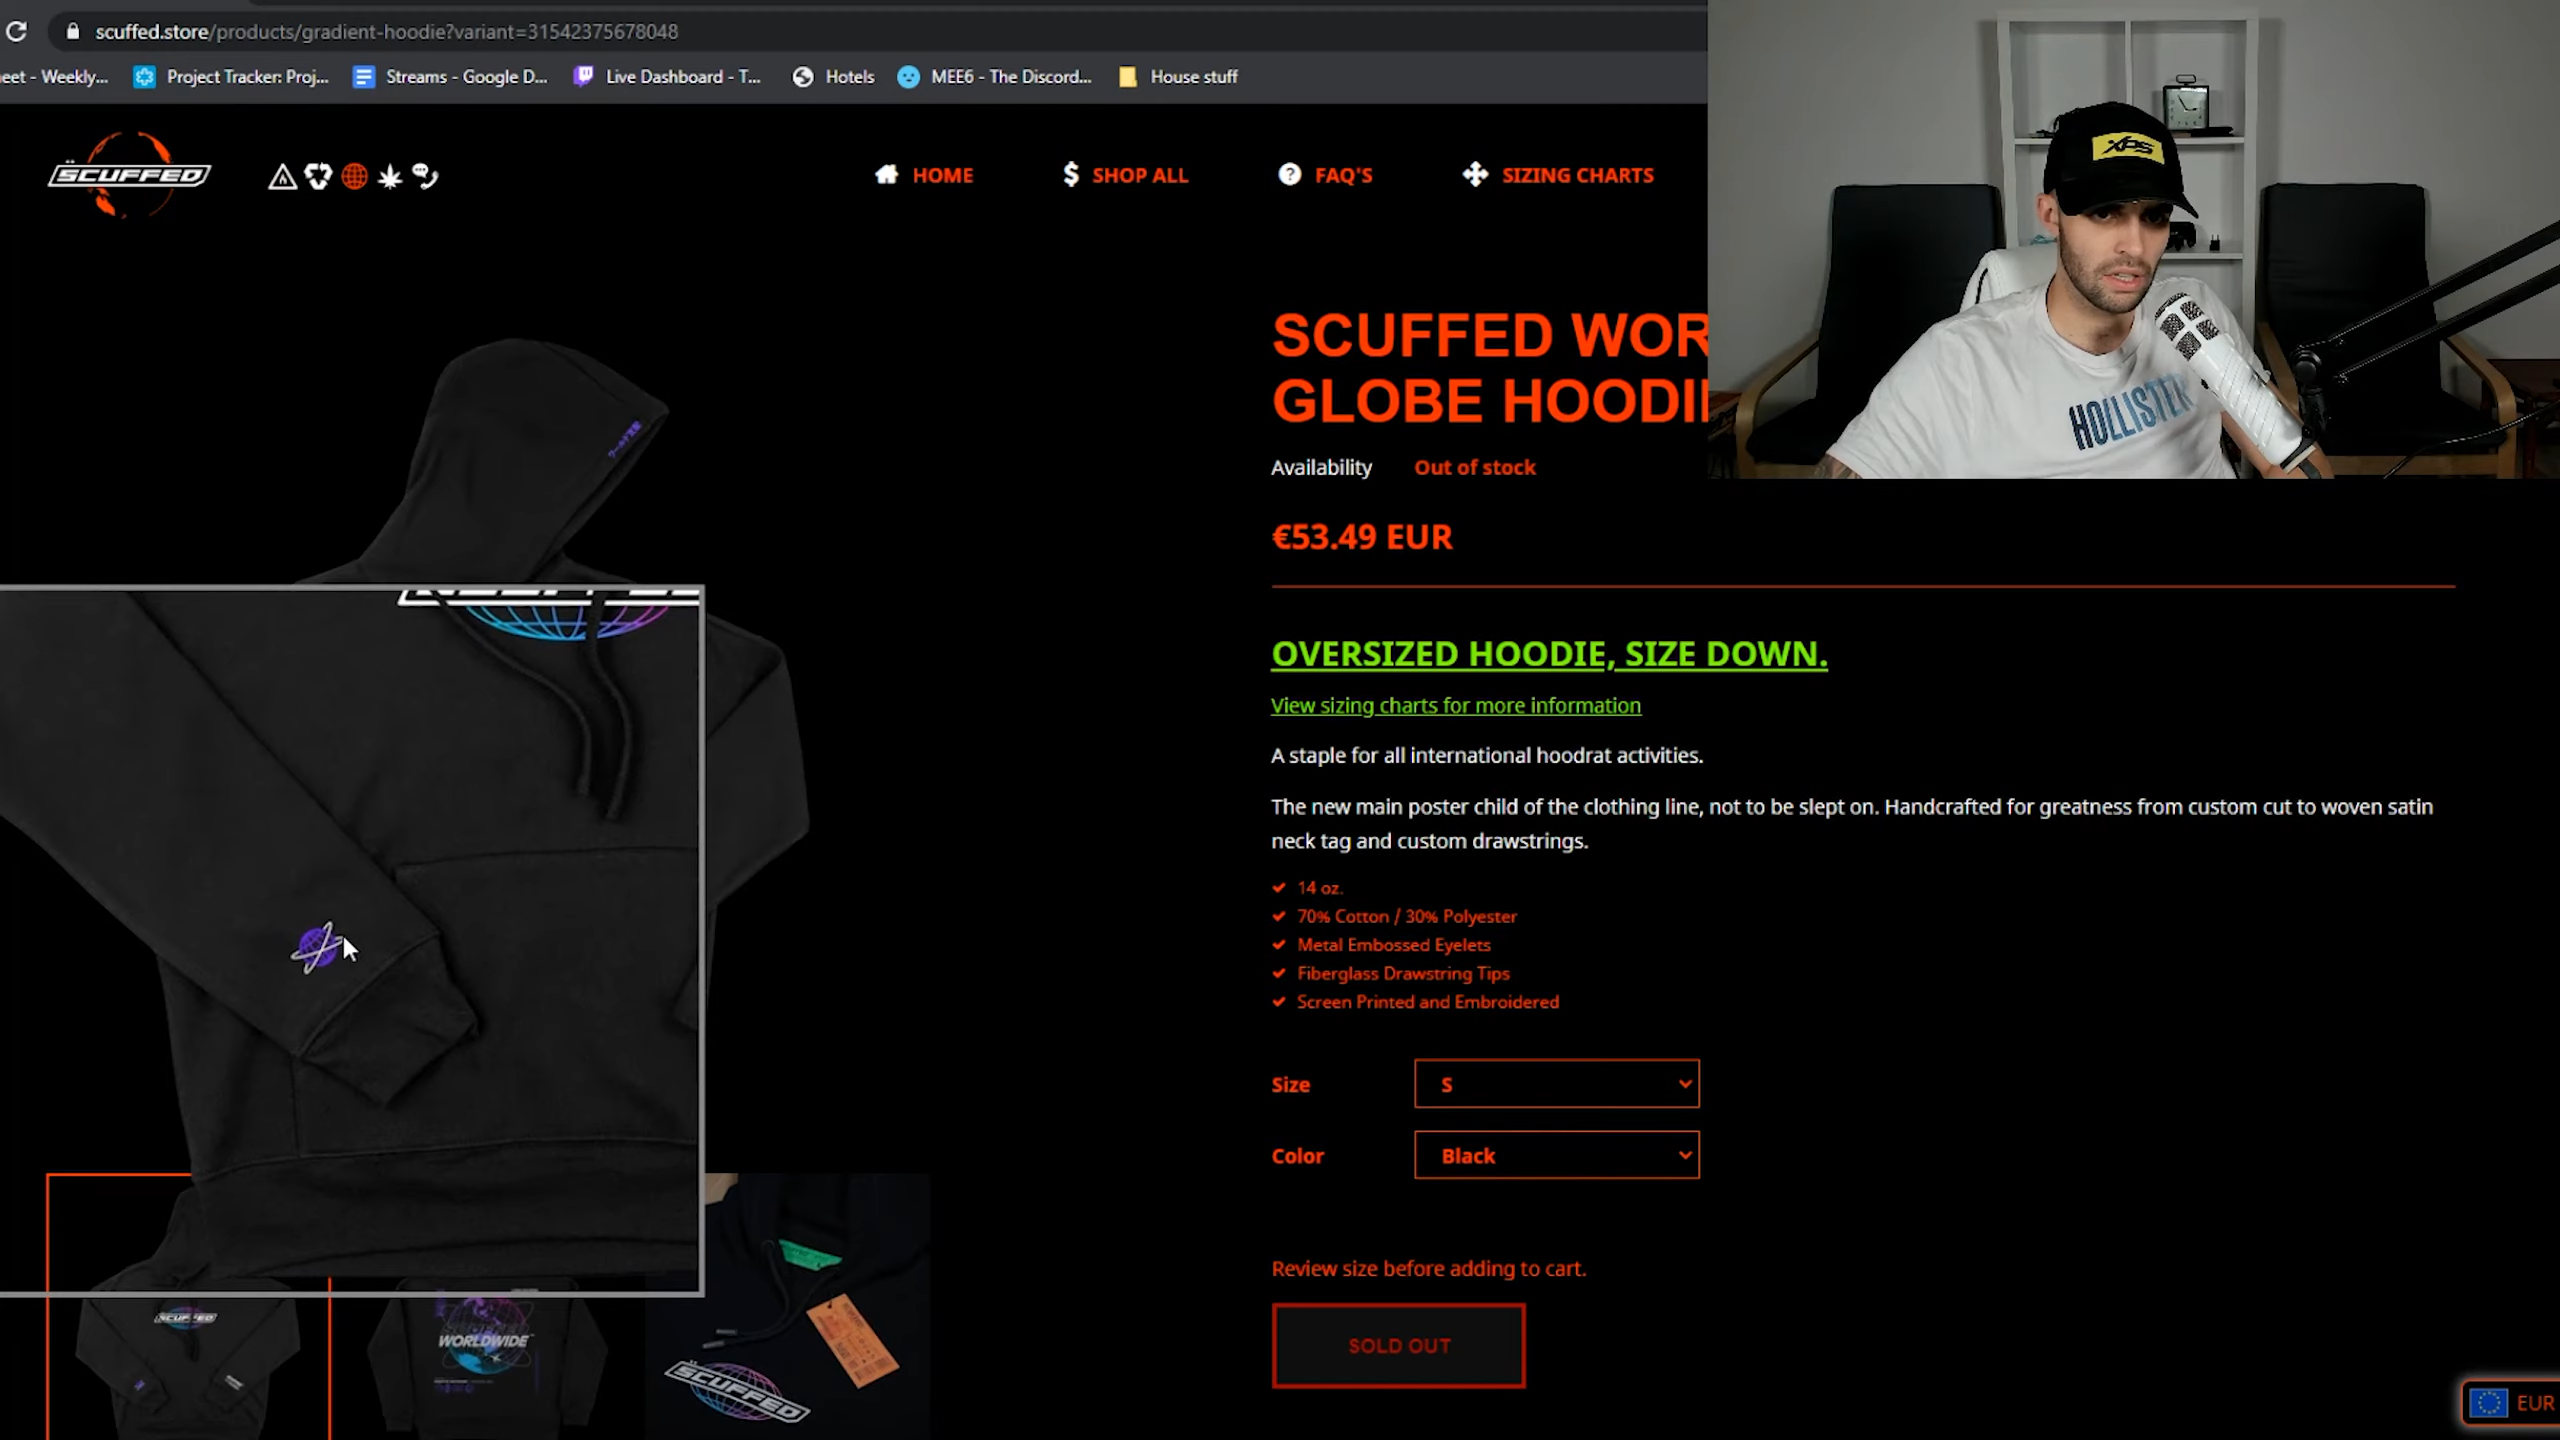 scuffed.store/products/gradient-hoodie?variant=31542375678048
eet - Weekly...
Project Tracker: Proj...
Streams - Google D...
Live Dashboard - T...
Hotels
MEE6 - The Discord...
House stuff
SCUFFED
HOME
$ SHOP ALL
? FAQ'S
SIZING CHARTS
XPS
HOLLISTER
SCUFFED WOR
GLOBE HOODI
Availability Out of stock
€53.49 EUR
OVERSIZED HOODIE, SIZE DOWN.
View sizing charts for more information
A staple for all international hoodrat activities.
The new main poster child of the clothing line, not to be slept on. Handcrafted for greatness from custom cut to woven satin
neck tag and custom drawstrings.
14 oz.
70% Cotton / 30% Polyester
Metal Embossed Eyelets
Fiberglass Drawstring Tips
Screen Printed and Embroidered
Size S
Color Black
Review size before adding to cart.
SOLD OUT
SCUFFED
WORLDWIDE
SCUFFED
EUR